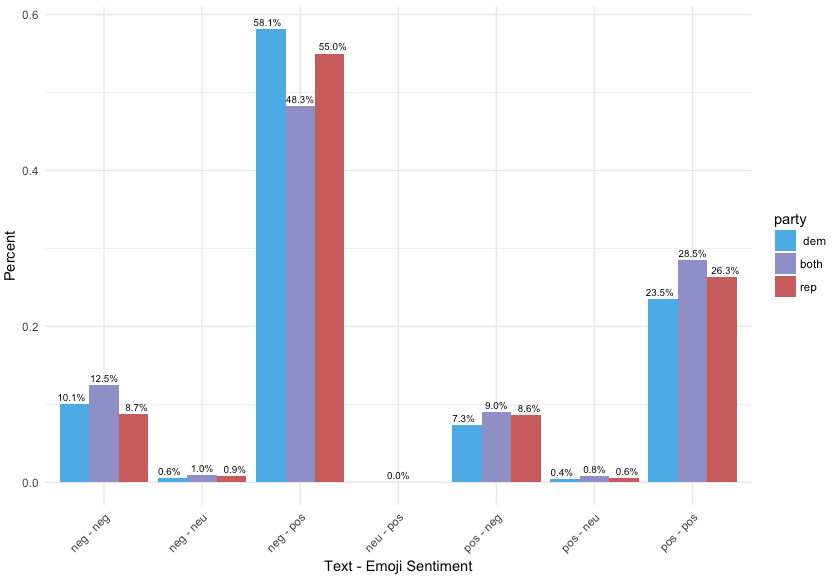 0.6
0.4
0.2
0.0
Percent
10.1%
12.5%
8.7%
0.6%
1.0%
0.9%
58.1%
48.3%
55.0%
0.0%
7.3%
9.0%
8.6%
0.4%
0.8%
0.6%
23.5%
28.5%
26.3%
neg - neg
neg - neu
neg - pos
neu - pos
pos - neg
pos - neu
pos - pos
Text - Emoji Sentiment
party
dem
both
rep